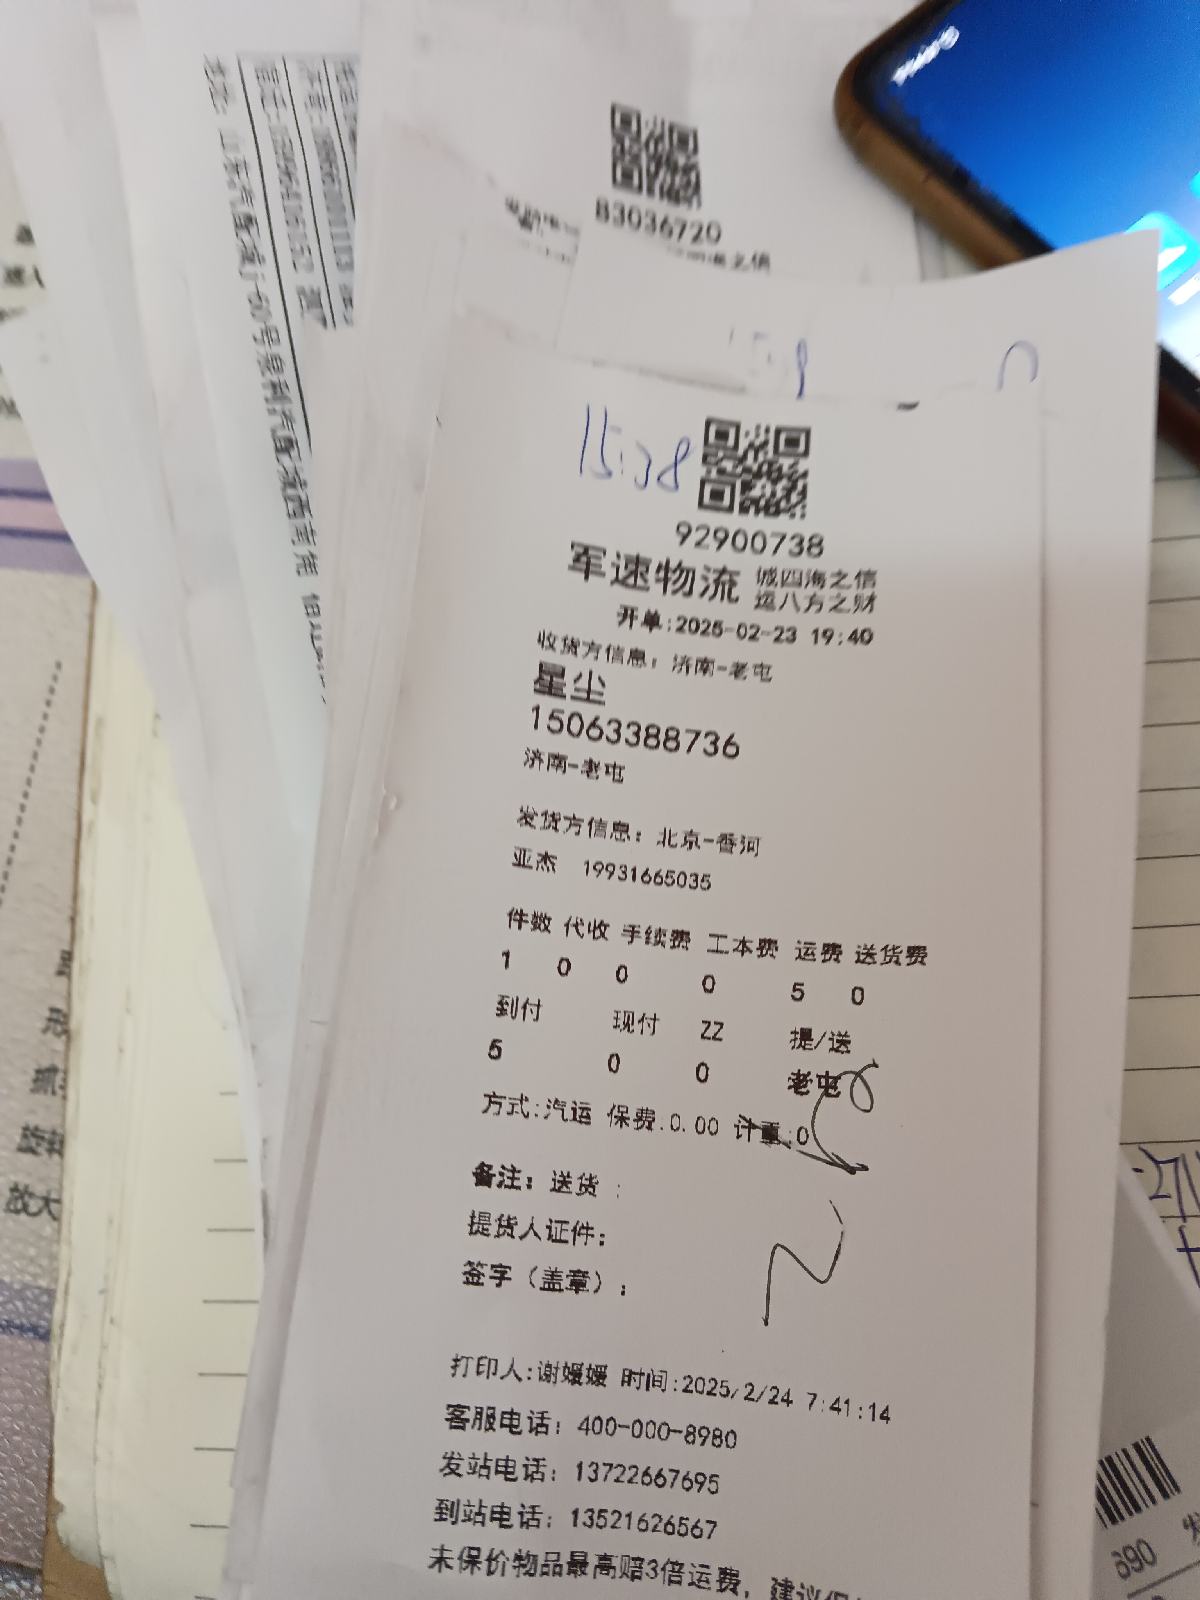 83036720
15:38
92900738
军速物流 诚四海之信
运八方之财
开单:2025-02-23 19:40
收货方信息: 济南-老屯
星尘
15063388736
济南-老屯
发货方信息: 北京-香河
亚杰 19931665035
件数 代收 手续费 工本费 运费 送货费
1 0 0 0 5 0
到付 现付 ZZ 提/送
5 0 0 老屯
方式:汽运 保费:0.00 计重:0
备注: 送货 :
提货人证件:
签字(盖章):
打印人:谢媛媛 时间:2025/2/24 7:41:14
客服电话: 400-000-8980
发站电话: 13722667695
到站电话: 13521626567
未保价物品最高赔3倍运费, 建议保
690
放大